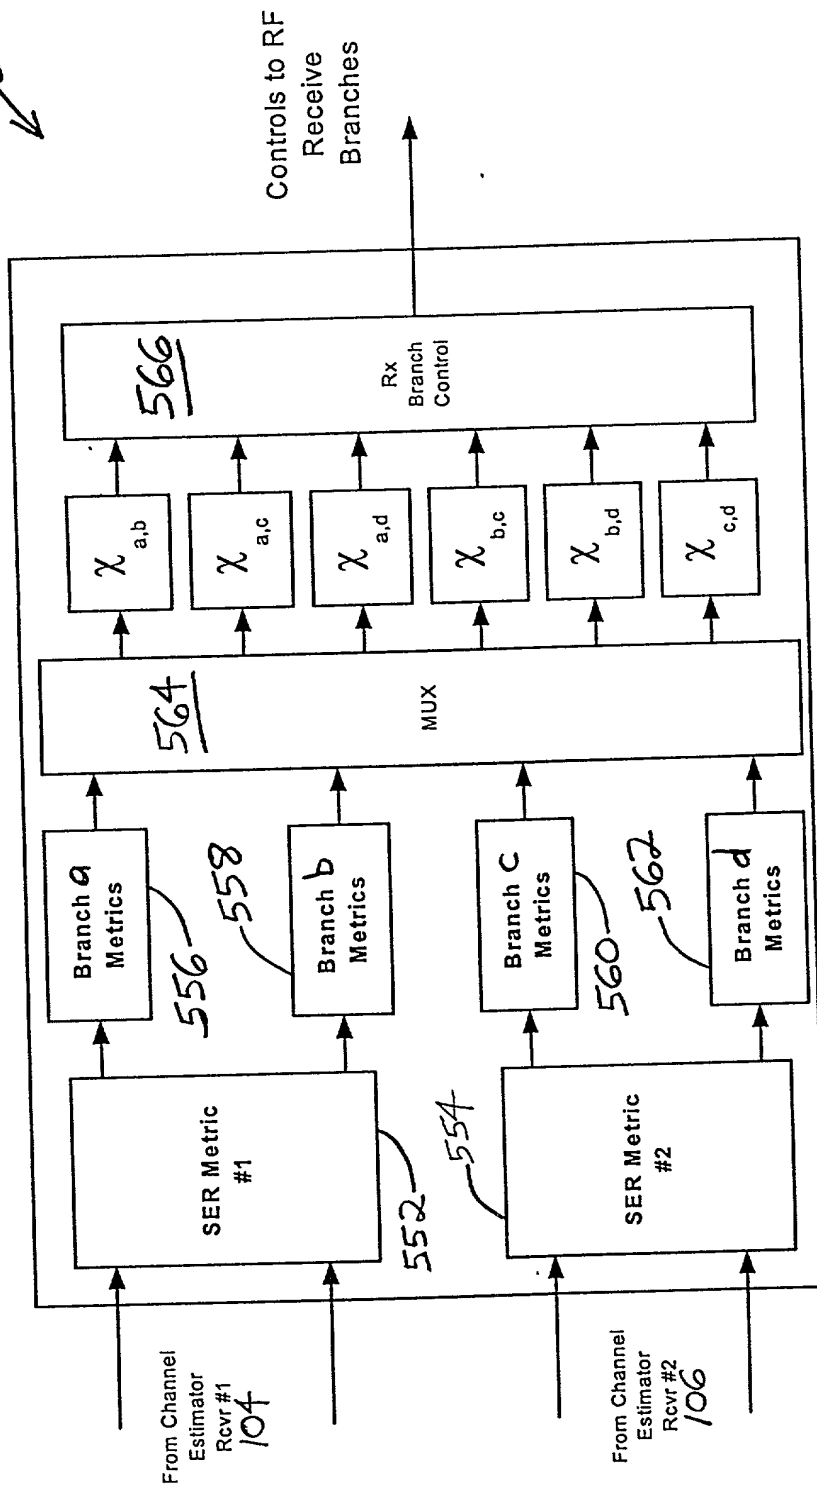 From Channel
Estimator
Rcvr #1
104
From Channel
Estimator
Rcvr #2
106
SER Metric
#1
552
SER Metric
#2
554
Branch a
Metrics
556
Branch b
Metrics
558
Branch c
Metrics
560
Branch d
Metrics
562
564
MUX
χ a,b
χ a,c
χ a,d
χ b,c
χ b,d
χ c,d
566
Rx
Branch
Control
Controls to RF
Receive
Branches